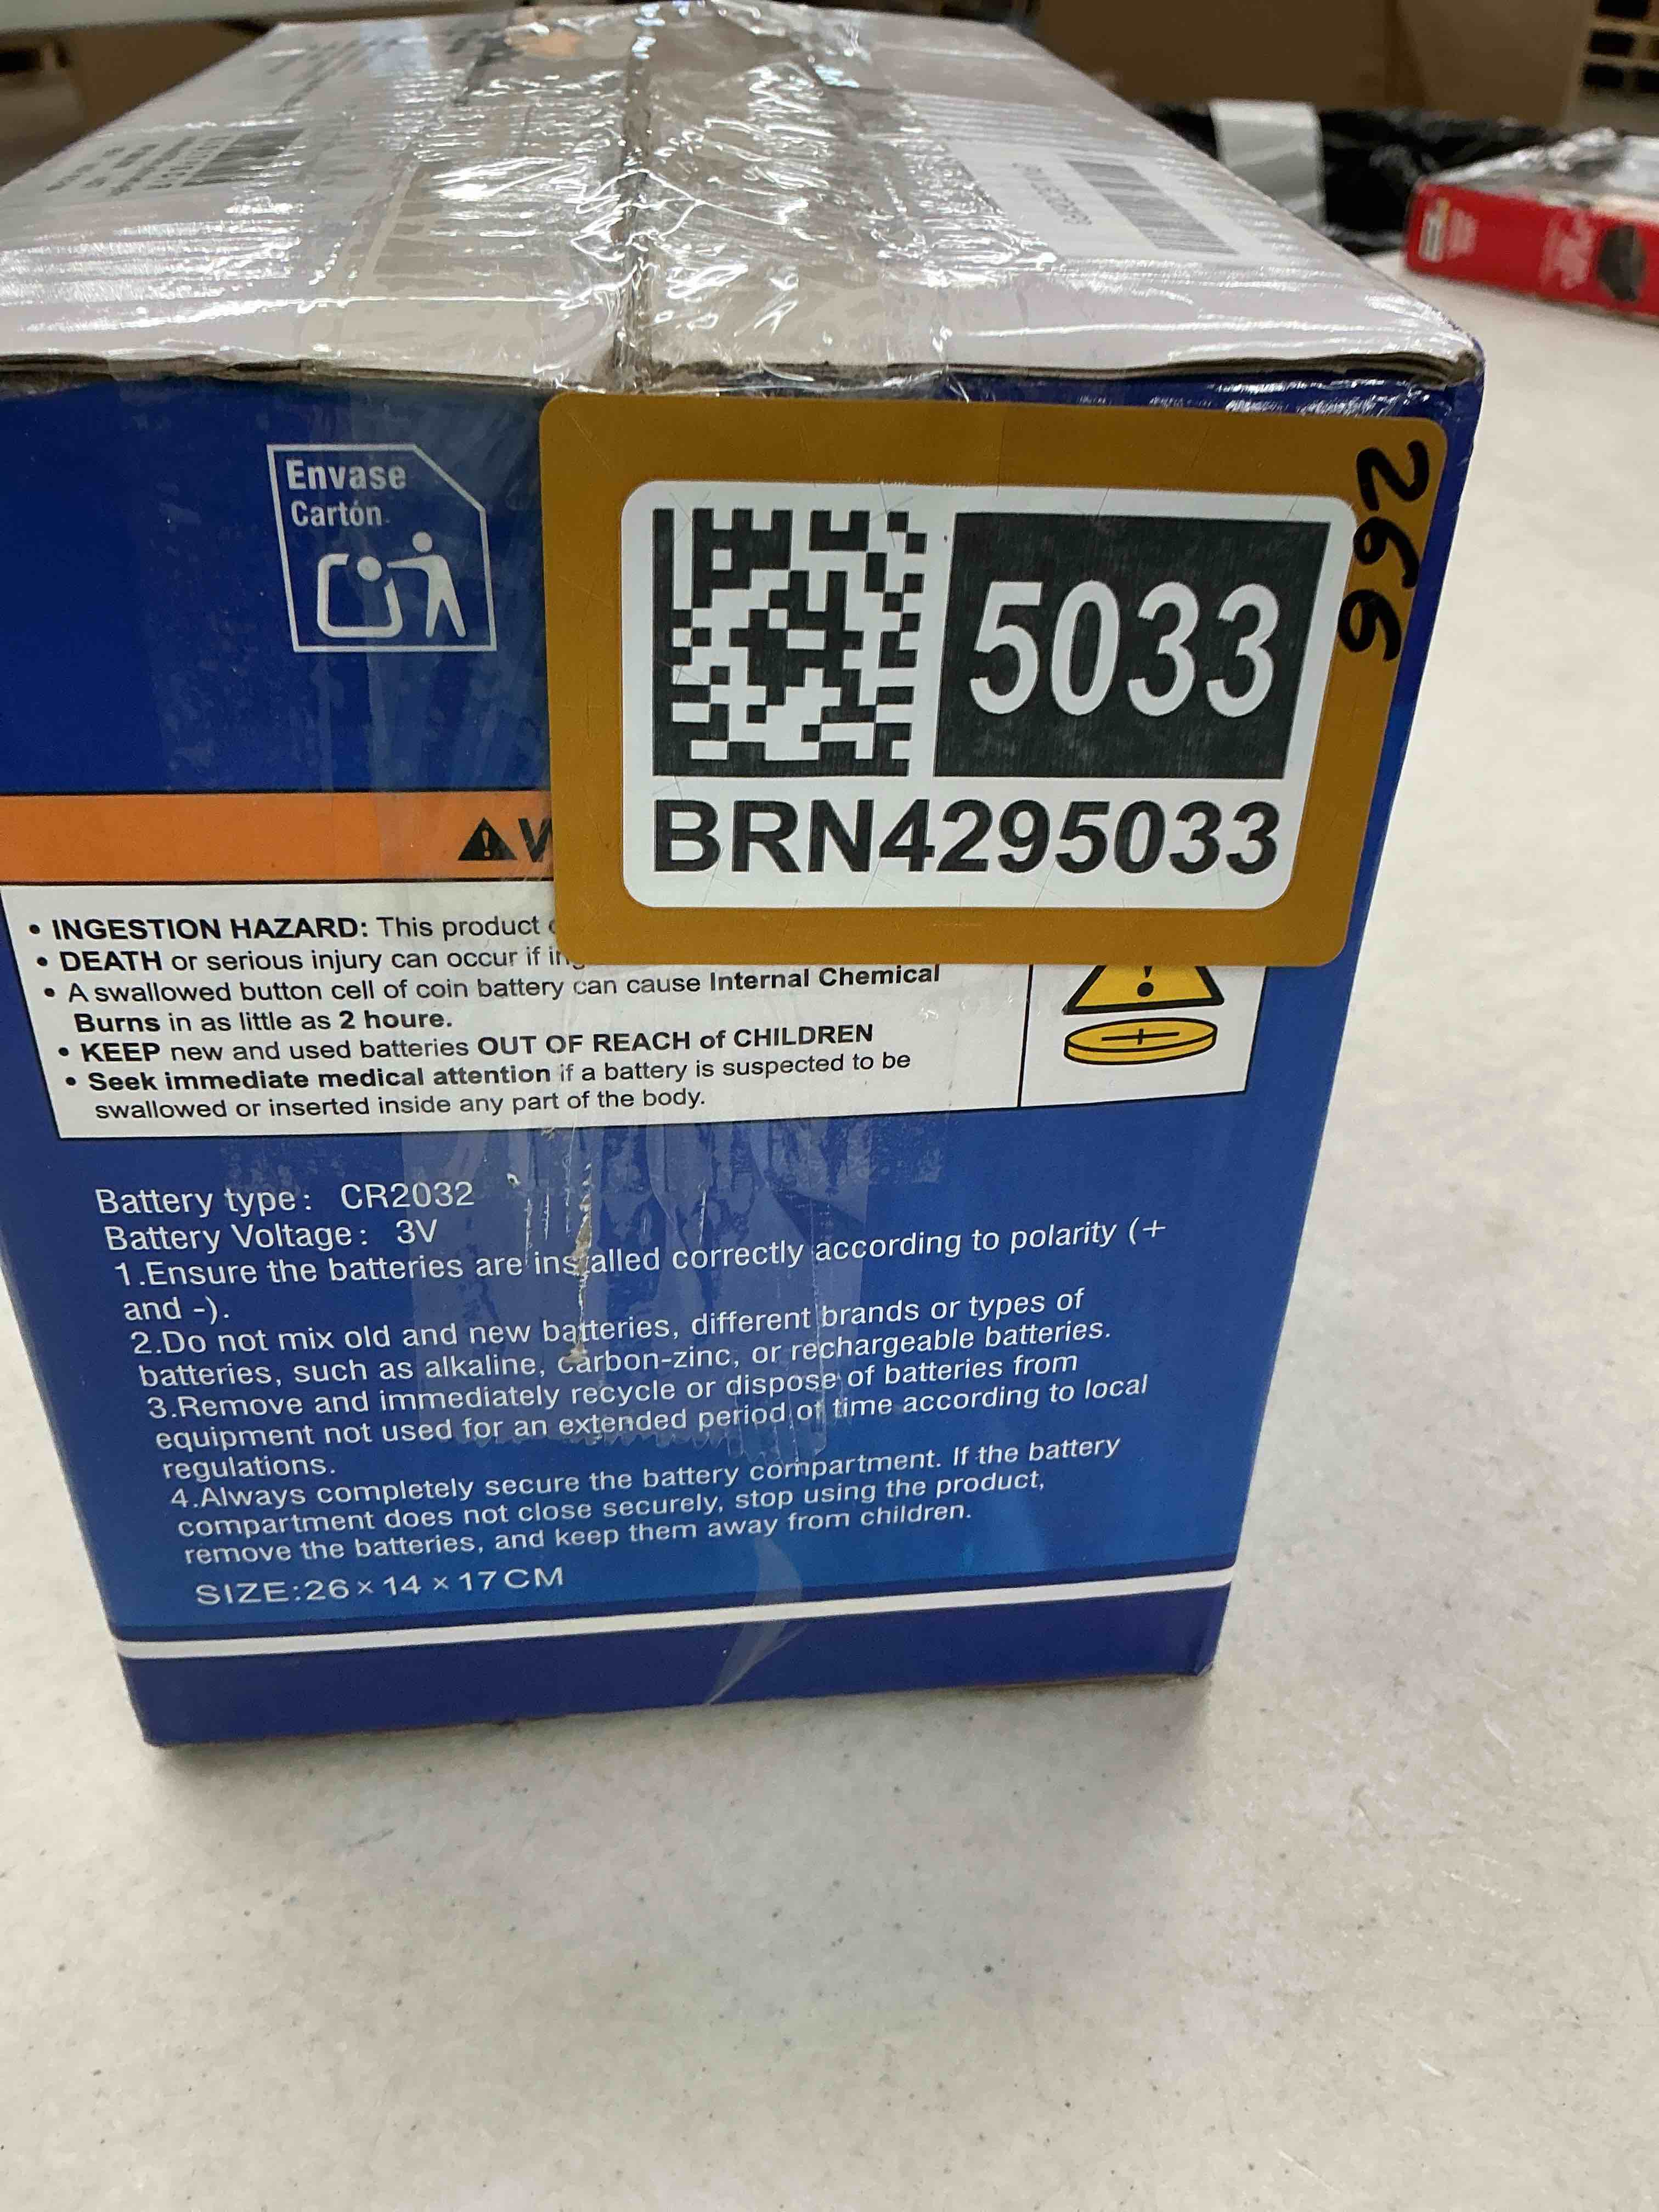 Envase
Cartón
5033
BRN4295033
266
• INGESTION HAZARD: This product
• DEATH or serious injury can occur if
• A swallowed button cell of coin battery can cause Internal Chemical
Burns in as little as 2 houre.
• KEEP new and used batteries OUT OF REACH of CHILDREN
• Seek immediate medical attention if a battery is suspected to be
swallowed or inserted inside any part of the body.
Battery type: CR2032
Battery Voltage: 3V
1.Ensure the batteries are installed correctly according to polarity (+
and -).
2.Do not mix old and new batteries, different brands or types of
batteries, such as alkaline, carbon-zinc, or rechargeable batteries.
3.Remove and immediately recycle or dispose of batteries from
equipment not used for an extended period of time according to local
regulations.
4.Always completely secure the battery compartment. If the battery
compartment does not close securely, stop using the product,
remove the batteries, and keep them away from children.
SIZE:26×14×17CM